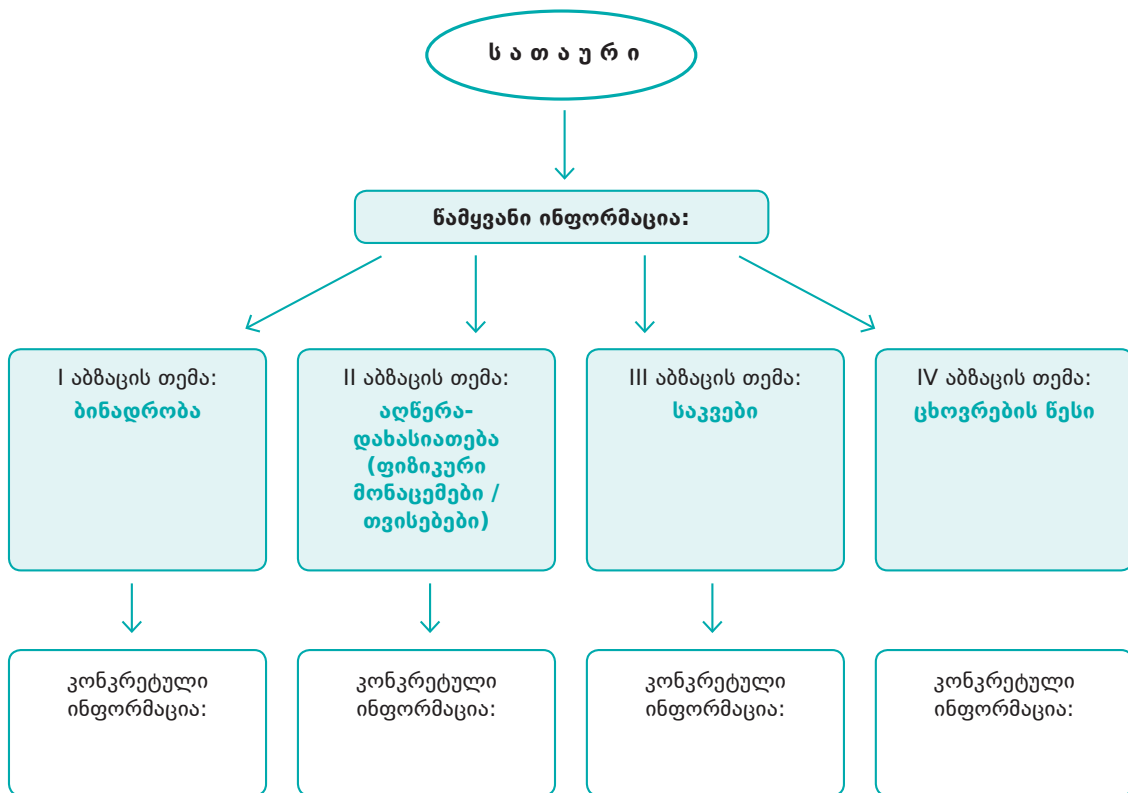 ს ა თ ა უ რ ი
წამყვანი ინფორმაცია:
I აბზაცის თემა:
ბინადრობა
II აბზაცის თემა:
აღწერა-
დახასიათება
(ფიზიკური
მონაცემები /
თვისებები)
III აბზაცის თემა:
საკვები
IV აბზაცის თემა:
ცხოვრების წესი
კონკრეტული
ინფორმაცია:
კონკრეტული
ინფორმაცია:
კონკრეტული
ინფორმაცია:
კონკრეტული
ინფორმაცია: